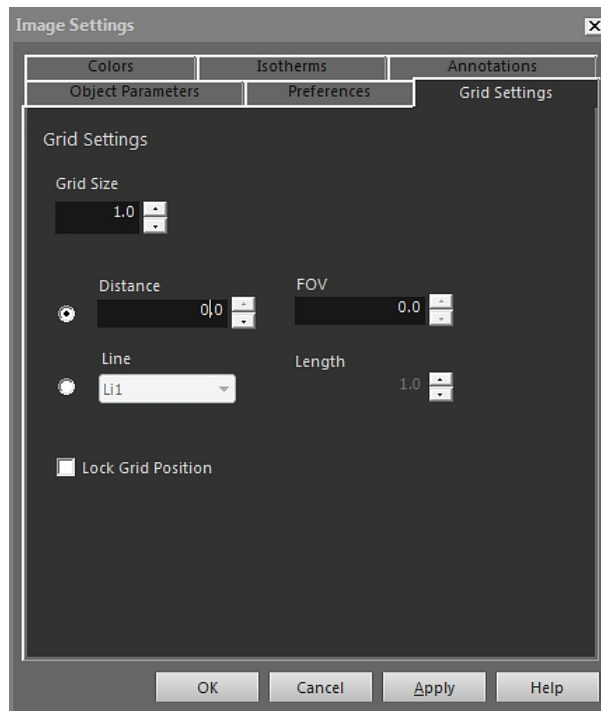 Image Settings
Colors Isotherms Annotations
Object Parameters Preferences Grid Settings
Grid Settings
Grid Size
1.0
Distance FOV
0.0 0.0
Line Length
Li1 1.0
Lock Grid Position
OK Cancel Apply Help